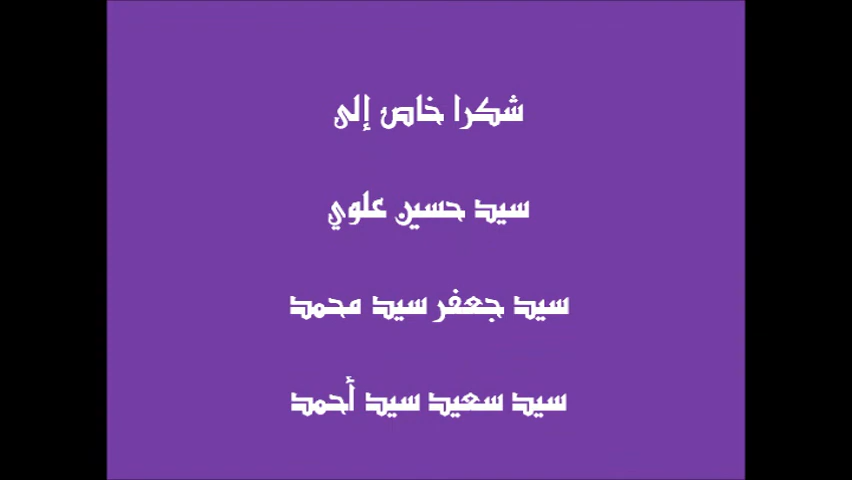 شكرا خاص إلى
سيد حسين علوي
سيد جعفر سيد محمد
سيد سعيد سيد أحمد